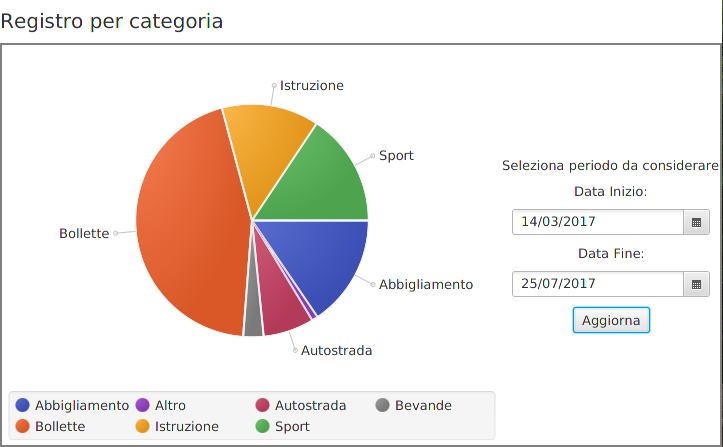 Registro per categoria
Istruzione
Sport
Bollette
Abbigliamento
Autostrada
Seleziona periodo da considerare
Data Inizio:
14/03/2017
Data Fine:
25/07/2017
Aggiorna
Abbigliamento Altro Autostrada Bevande
Bollette Istruzione Sport